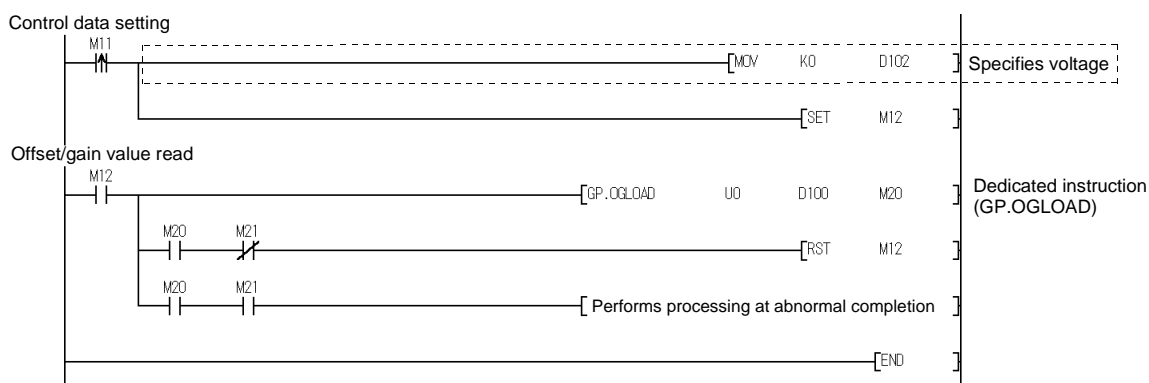 Control data setting
M11
MOV K0 D102 Specifies voltage
SET M12
Offset/gain value read
M12
GP.OGLOAD U0 D100 M20 Dedicated instruction
(GP.OGLOAD)
M20 M21
RST M12
M20 M21
Performs processing at abnormal completion
END